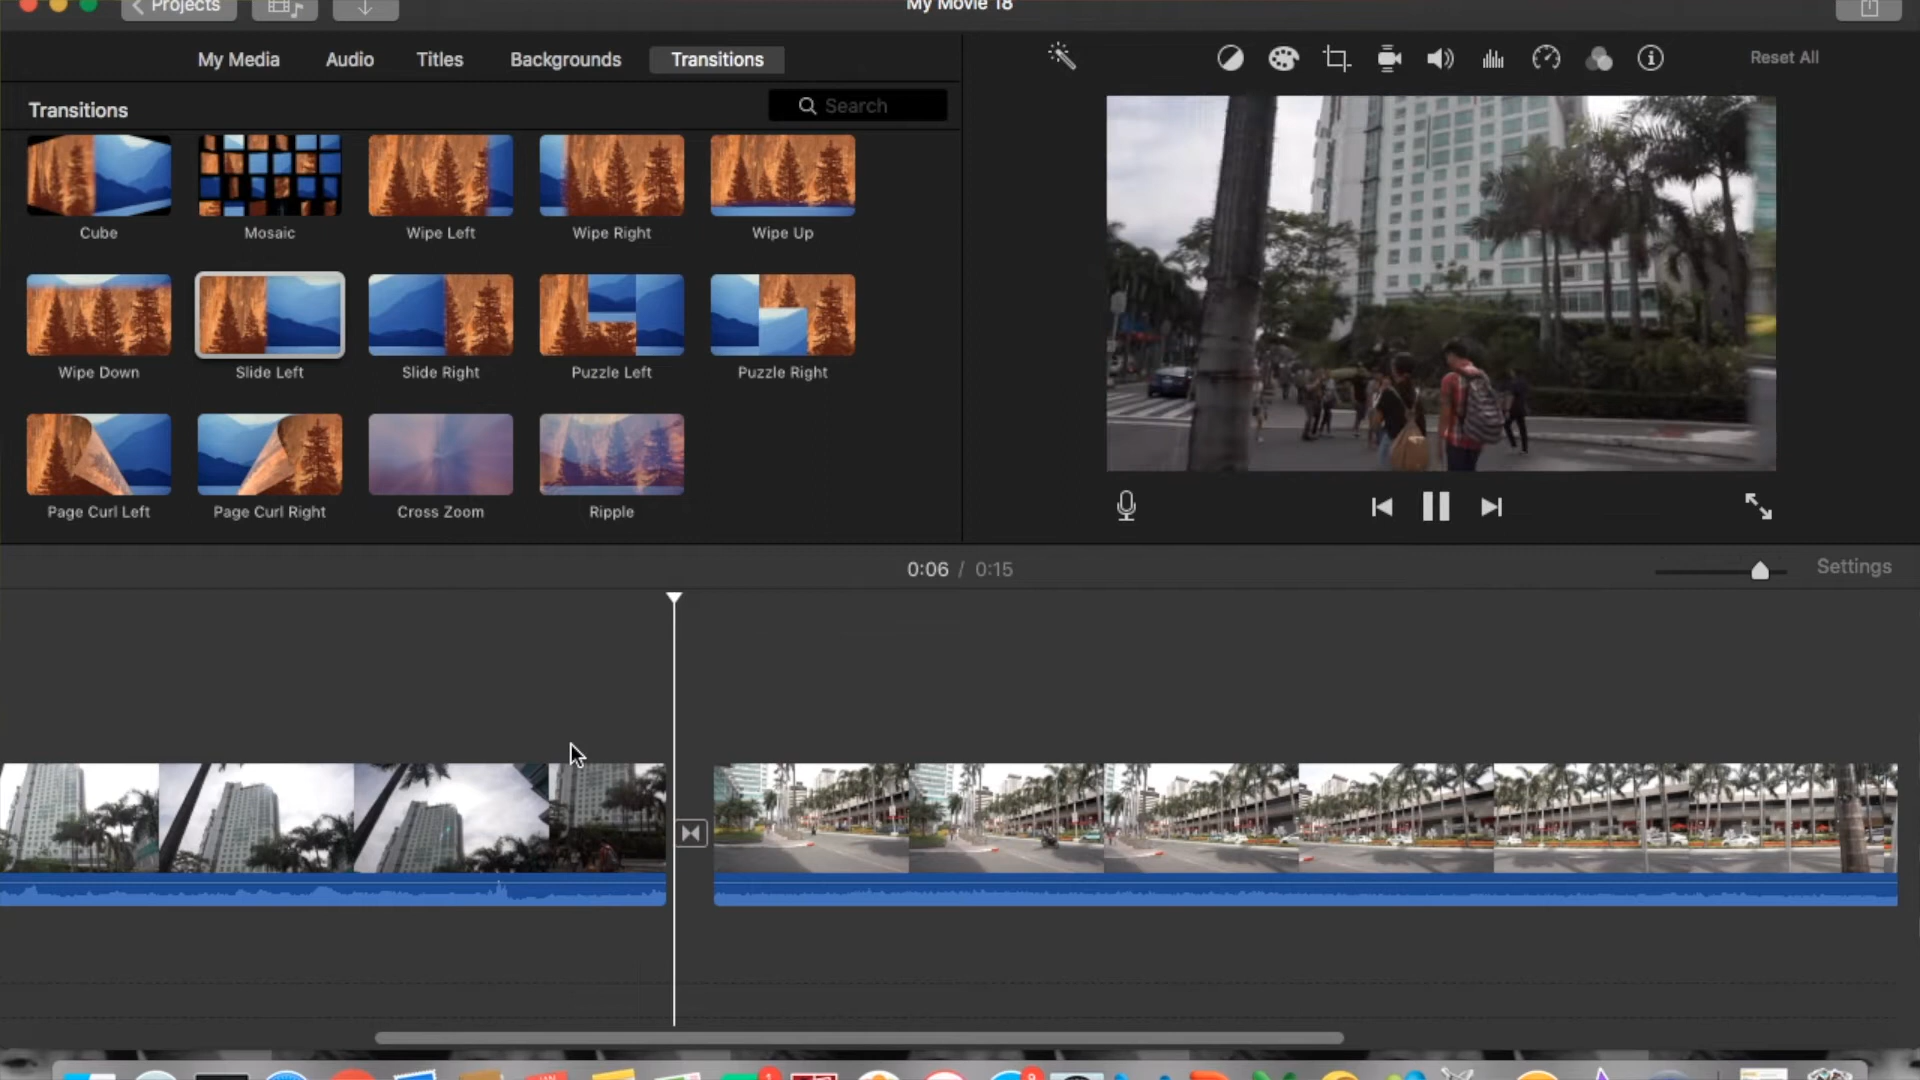 Projects
My Movie 18
My Media Audio Titles Backgrounds Transitions
Reset All
Transitions
Search
Cube Mosaic Wipe Left Wipe Right Wipe Up
Wipe Down Slide Left Slide Right Puzzle Left Puzzle Right
Page Curl Left Page Curl Right Cross Zoom Ripple
0:06 / 0:15
Settings